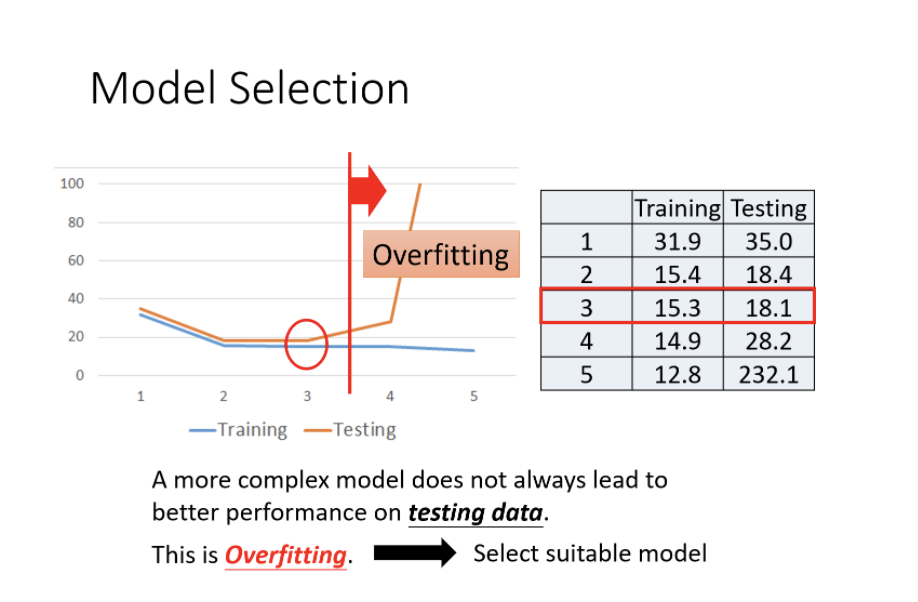 Model Selection
100
80
60
40
20
0
1 2 3 4 5
Overfitting
Training Testing
Training Testing
1 31.9 35.0
2 15.4 18.4
3 15.3 18.1
4 14.9 28.2
5 12.8 232.1
A more complex model does not always lead to
better performance on testing data.
This is Overfitting. Select suitable model